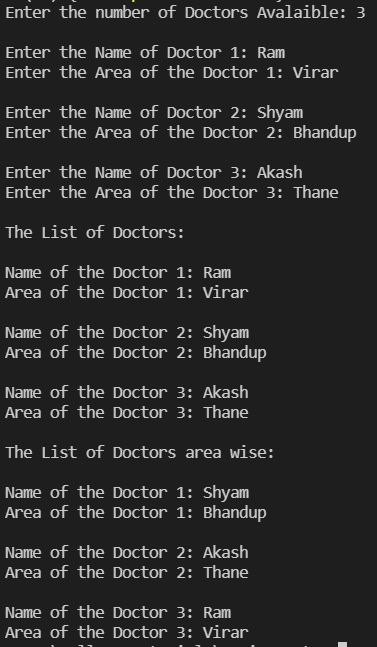 Enter the number of Doctors Avalaible: 3
Enter the Name of Doctor 1: Ram
Enter the Area of the Doctor 1: Virar
Enter the Name of Doctor 2: Shyam
Enter the Area of the Doctor 2: Bhandup
Enter the Name of Doctor 3: Akash
Enter the Area of the Doctor 3: Thane
The List of Doctors:
Name of the Doctor 1: Ram
Area of the Doctor 1: Virar
Name of the Doctor 2: Shyam
Area of the Doctor 2: Bhandup
Name of the Doctor 3: Akash
Area of the Doctor 3: Thane
The List of Doctors area wise:
Name of the Doctor 1: Shyam
Area of the Doctor 1: Bhandup
Name of the Doctor 2: Akash
Area of the Doctor 2: Thane
Name of the Doctor 3: Ram
Area of the Doctor 3: Virar